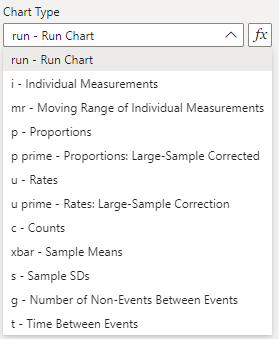 Chart Type
run - Run Chart
fx
run - Run Chart
i - Individual Measurements
mr - Moving Range of Individual Measurements
p - Proportions
p prime - Proportions: Large-Sample Corrected
u - Rates
u prime - Rates: Large-Sample Correction
c - Counts
xbar - Sample Means
s - Sample SDs
g - Number of Non-Events Between Events
t - Time Between Events